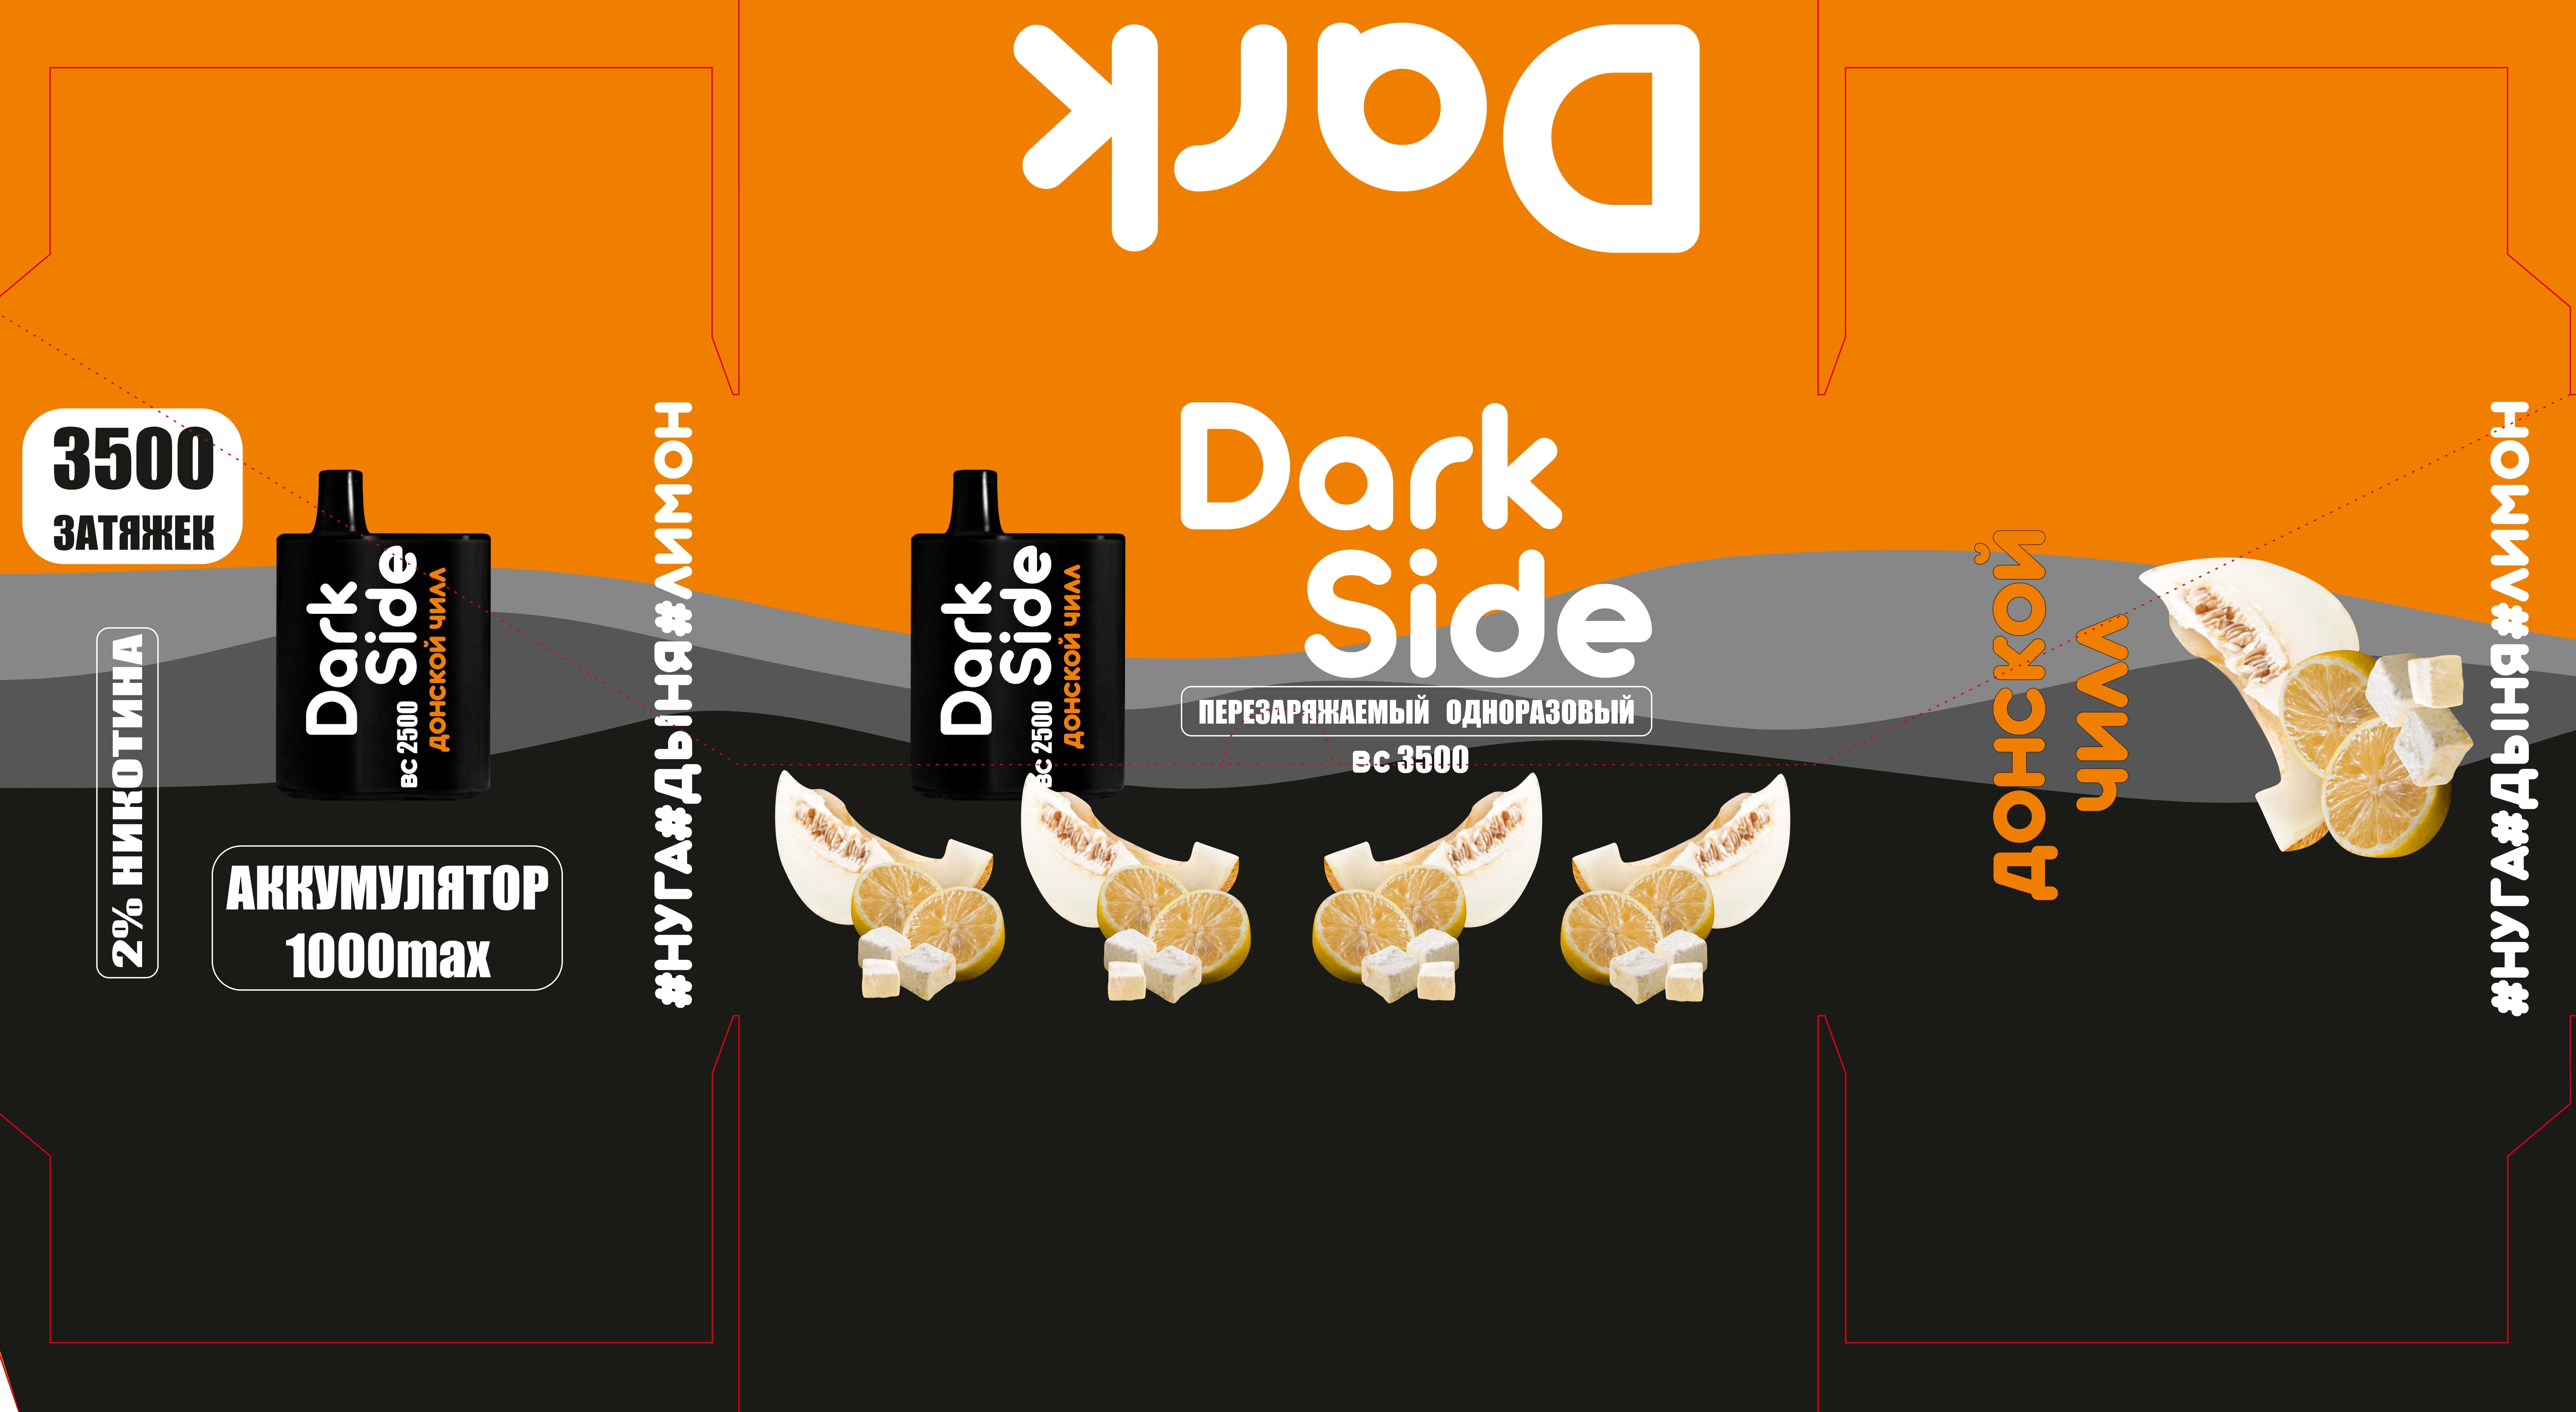 Dark
3500
ЗАТЯЖЕК
2% НИКОТИНА
Dark
Side
вс 2500
ДОНСКОЙ ЧИЛЛ
АККУМУЛЯТОР
1000max
#НУГА#ДЫНЯ#ЛИМОН
Dark
Side
вс 2500
ДОНСКОЙ ЧИЛЛ
Dark
Side
ПЕРЕЗАРЯЖАЕМЫЙ ОДНОРАЗОВЫЙ
вс 3500
ДОНСКОЙ
ЧИЛЛ
#НУГА#ДЫНЯ#ЛИМОН